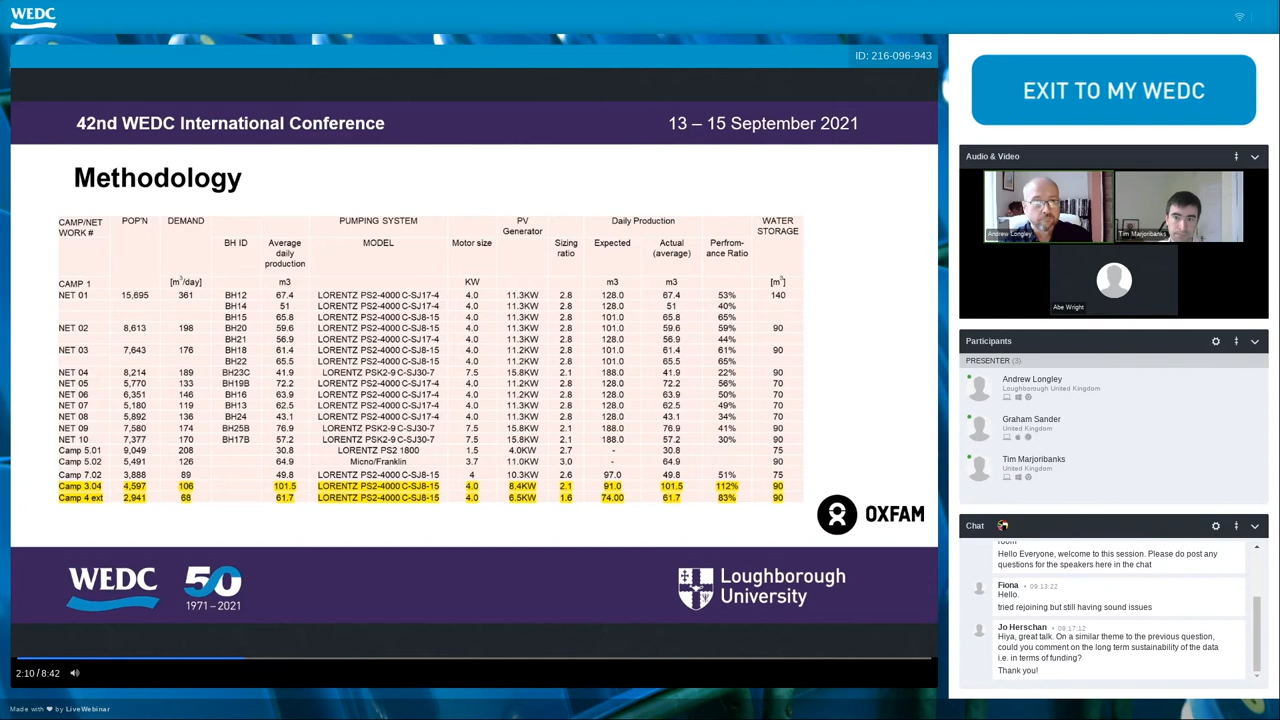 WEDC
ID: 216-096-943
42nd WEDC International Conference 13 – 15 September 2021
Methodology
CAMP/NET WORK # POP'N DEMAND PUMPING SYSTEM PV Generator Daily Production WATER STORAGE
BH ID Average daily production MODEL Motor size Sizing ratio Expected Actual (average) Perfrom-ance Ratio
CAMP 1 [m³/day] m3 KW m3 m3 [m³]
NET 01 15,695 361 BH12 67.4 LORENTZ PS2-4000 C-SJ17-4 4.0 11.3KW 2.8 128.0 67.4 53% 140
BH14 51 LORENTZ PS2-4000 C-SJ17-4 4.0 11.3KW 2.8 128.0 51 40%
BH15 65.8 LORENTZ PS2-4000 C-SJ8-15 4.0 11.3KW 2.8 101.0 65.8 65%
NET 02 8,613 198 BH20 59.6 LORENTZ PS2-4000 C-SJ8-15 4.0 11.3KW 2.8 101.0 59.6 59% 90
BH21 56.9 LORENTZ PS2-4000 C-SJ17-4 4.0 11.3KW 2.8 128.0 56.9 44%
NET 03 7,643 176 BH18 61.4 LORENTZ PS2-4000 C-SJ8-15 4.0 11.2KW 2.8 101.0 61.4 61% 90
BH22 65.5 LORENTZ PS2-4000 C-SJ8-15 4.0 11.2KW 2.8 101.0 65.5 65%
NET 04 8,214 189 BH23C 41.9 LORENTZ PSK2-9 C-SJ30-7 7.5 15.8KW 2.1 188.0 41.9 22% 90
NET 05 5,770 133 BH19B 72.2 LORENTZ PS2-4000 C-SJ17-4 4.0 11.2KW 2.8 128.0 72.2 56% 70
NET 06 6,351 146 BH16 63.9 LORENTZ PS2-4000 C-SJ17-4 4.0 11.2KW 2.8 128.0 63.9 50% 70
NET 07 5,180 119 BH13 62.5 LORENTZ PS2-4000 C-SJ17-4 4.0 11.2KW 2.8 128.0 62.5 49% 70
NET 08 5,892 136 BH24 43.1 LORENTZ PS2-4000 C-SJ17-4 4.0 11.2KW 2.8 128.0 43.1 34% 70
NET 09 7,580 174 BH25B 76.9 LORENTZ PSK2-9 C-SJ30-7 7.5 15.8KW 2.1 188.0 76.9 41% 90
NET 10 7,377 170 BH17B 57.2 LORENTZ PSK2-9 C-SJ30-7 7.5 15.8KW 2.1 188.0 57.2 30% 90
Camp 5.01 9,049 208 30.8 LORENTZ PS2 1800 1.5 4.0KW 2.7 - 30.8 75
Camp 5.02 5,491 126 64.9 Micno/Franklin 3.7 11.0KW 3.0 - 64.9 90
Camp 7.02 3,888 89 49.8 LORENTZ PS2-4000 C-SJ8-15 4 10.3KW 2.6 97.0 49.8 51% 75
Camp 3.04 4,597 106 101.5 LORENTZ PS2-4000 C-SJ8-15 4.0 8.4KW 2.1 91.0 101.5 112% 90
Camp 4 ext 2,941 68 61.7 LORENTZ PS2-4000 C-SJ8-15 4.0 6.5KW 1.6 74.00 61.7 83% 90
OXFAM
WEDC 50 1971–2021
Loughborough University
2:10 / 8:42
Made with ❤ by LiveWebinar
EXIT TO MY WEDC
Audio & Video
Andrew Longley
Tim Marjoribanks
Abe Wright
Participants
PRESENTER (3)
Andrew Longley
Loughborough United Kingdom
Graham Sander
United Kingdom
Tim Marjoribanks
United Kingdom
Chat
room
Hello Everyone, welcome to this session. Please do post any
questions for the speakers here in the chat
Fiona • 09:13:22
Hello.
tried rejoining but still having sound issues
Jo Herschan • 09:17:12
Hiya, great talk. On a similar theme to the previous question,
could you comment on the long term sustainability of the data
i.e. in terms of funding?
Thank you!